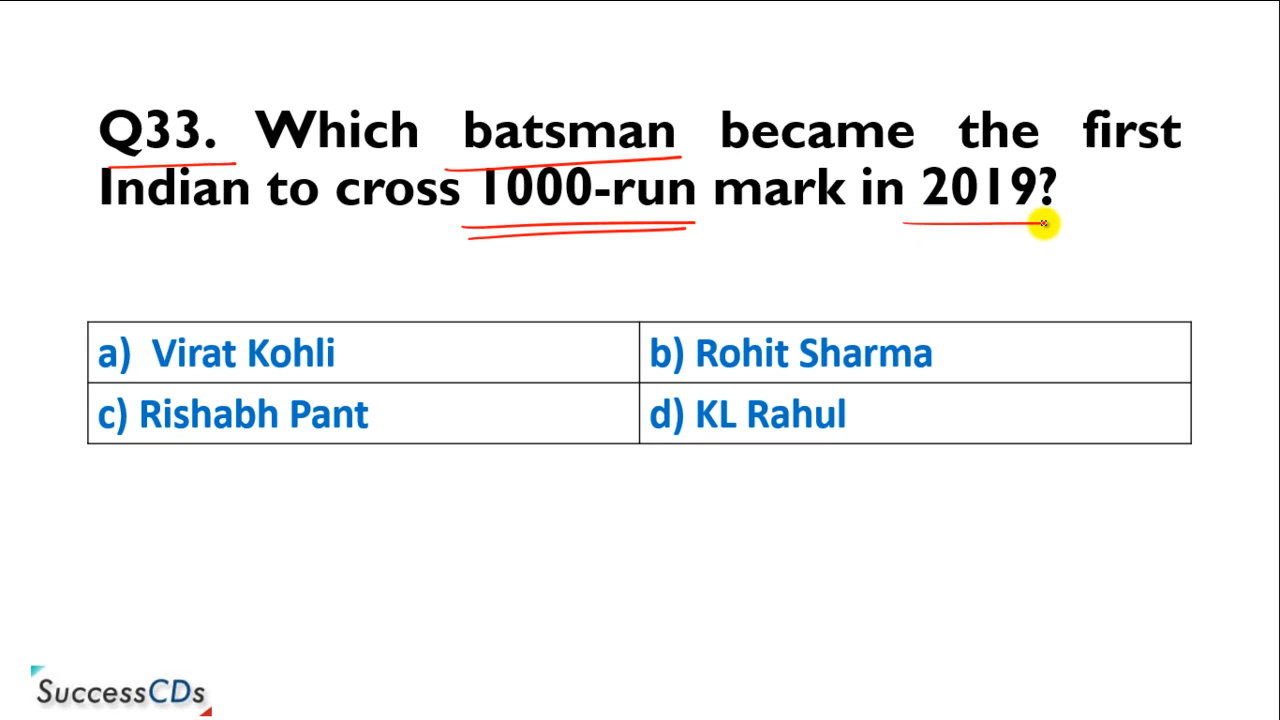 Q33. Which batsman became the first
Indian to cross 1000-run mark in 2019?
a) Virat Kohli
b) Rohit Sharma
c) Rishabh Pant
d) KL Rahul
SuccessCDs